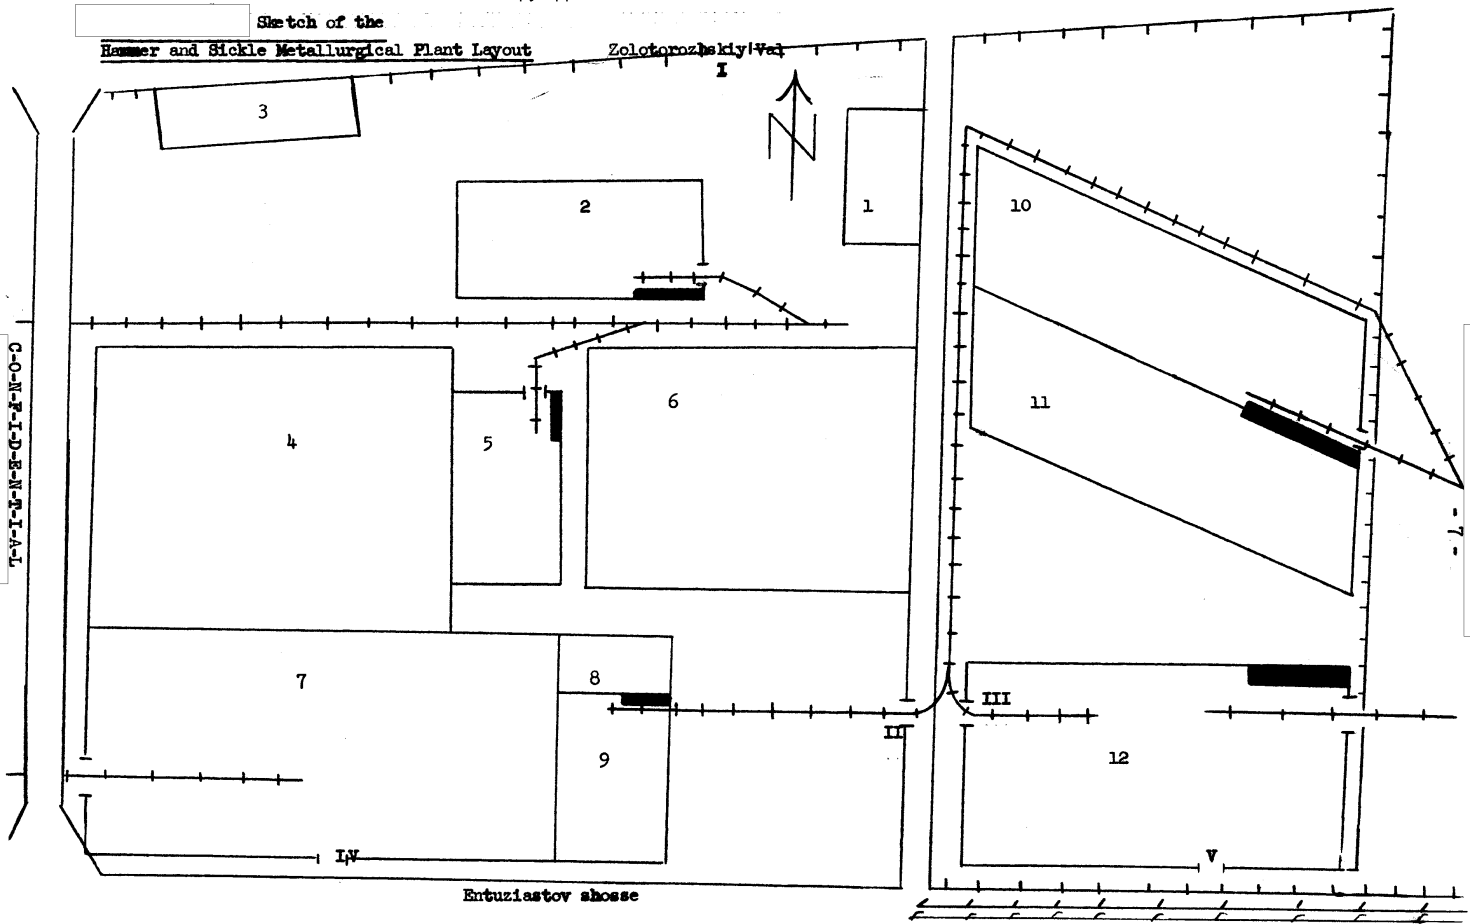 Sketch of the
Hammer and Sickle Metallurgical Plant Layout
Zolotorozhskiy Val
I
3
N
2
1
10
C-O-N-F-I-D-E-N-T-I-A-L
4
5
6
11
- 7 -
7
8
II
III
9
12
IV
V
Entuziastov shosse